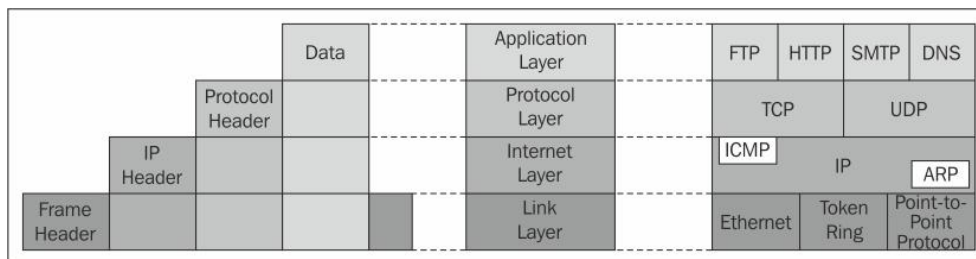 Data
Application
Layer
FTP
HTTP
SMTP
DNS
Protocol
Header
Protocol
Layer
TCP
UDP
IP
Header
Internet
Layer
ICMP
IP
ARP
Frame
Header
Link
Layer
Ethernet
Token
Ring
Point-to-
Point
Protocol